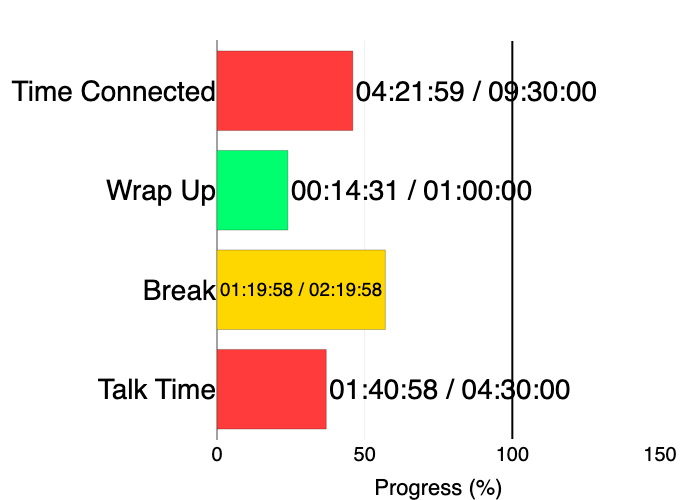 Time Connected 04:21:59 / 09:30:00
Wrap Up 00:14:31 / 01:00:00
Break 01:19:58 / 02:19:58
Talk Time 01:40:58 / 04:30:00
0 50 100 150
Progress (%)